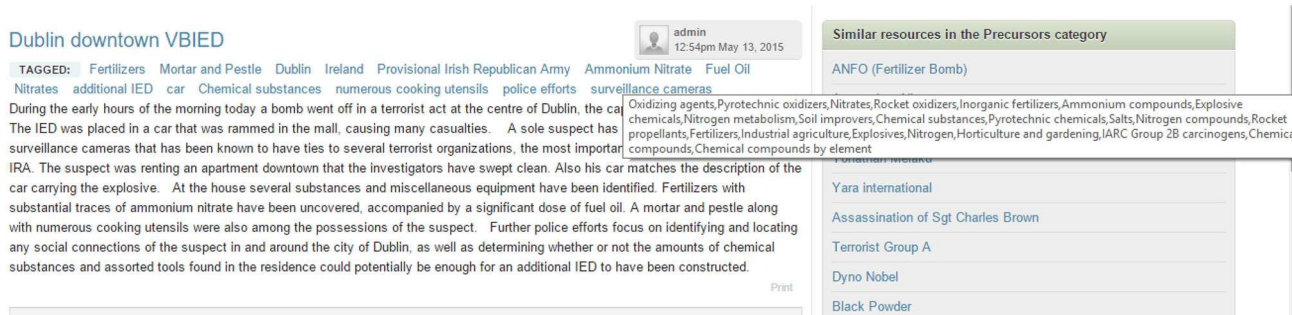 Dublin downtown VBIED
admin
12:54pm May 13, 2015
TAGGED: Fertilizers Mortar and Pestle Dublin Ireland Provisional Irish Republican Army Ammonium Nitrate Fuel Oil
Nitrates additional IED car Chemical substances numerous cooking utensils police efforts surveillance cameras
During the early hours of the morning today a bomb went off in a terrorist act at the centre of Dublin, the
The IED was placed in a car that was rammed in the mall, causing many casualties. A sole suspect has
surveillance cameras that has been known to have ties to several terrorist organizations, the most
IRA. The suspect was renting an apartment downtown that the investigators have swept clean. Also his car matches the description of the
car carrying the explosive. At the house several substances and miscellaneous equipment have been identified. Fertilizers with
substantial traces of ammonium nitrate have been uncovered, accompanied by a significant dose of fuel oil. A mortar and pestle along
with numerous cooking utensils were also among the possessions of the suspect. Further police efforts focus on identifying and locating
any social connections of the suspect in and around the city of Dublin, as well as determining whether or not the amounts of chemical
substances and assorted tools found in the residence could potentially be enough for an additional IED to have been constructed.
Print
Oxidizing agents,Pyrotechnic oxidizers,Nitrates,Rocket oxidizers,Inorganic fertilizers,Ammonium compounds,Explosive
chemicals,Nitrogen metabolism,Soil improvers,Chemical substances,Pyrotechnic chemicals,Salts,Nitrogen compounds,Rocket
propellants,Fertilizers,Industrial agriculture,Explosives,Nitrogen,Horticulture and gardening,IARC Group 2B carcinogens,
compounds,Chemical compounds by element
Similar resources in the Precursors category
ANFO (Fertilizer Bomb)
Yara international
Assassination of Sgt Charles Brown
Terrorist Group A
Dyno Nobel
Black Powder